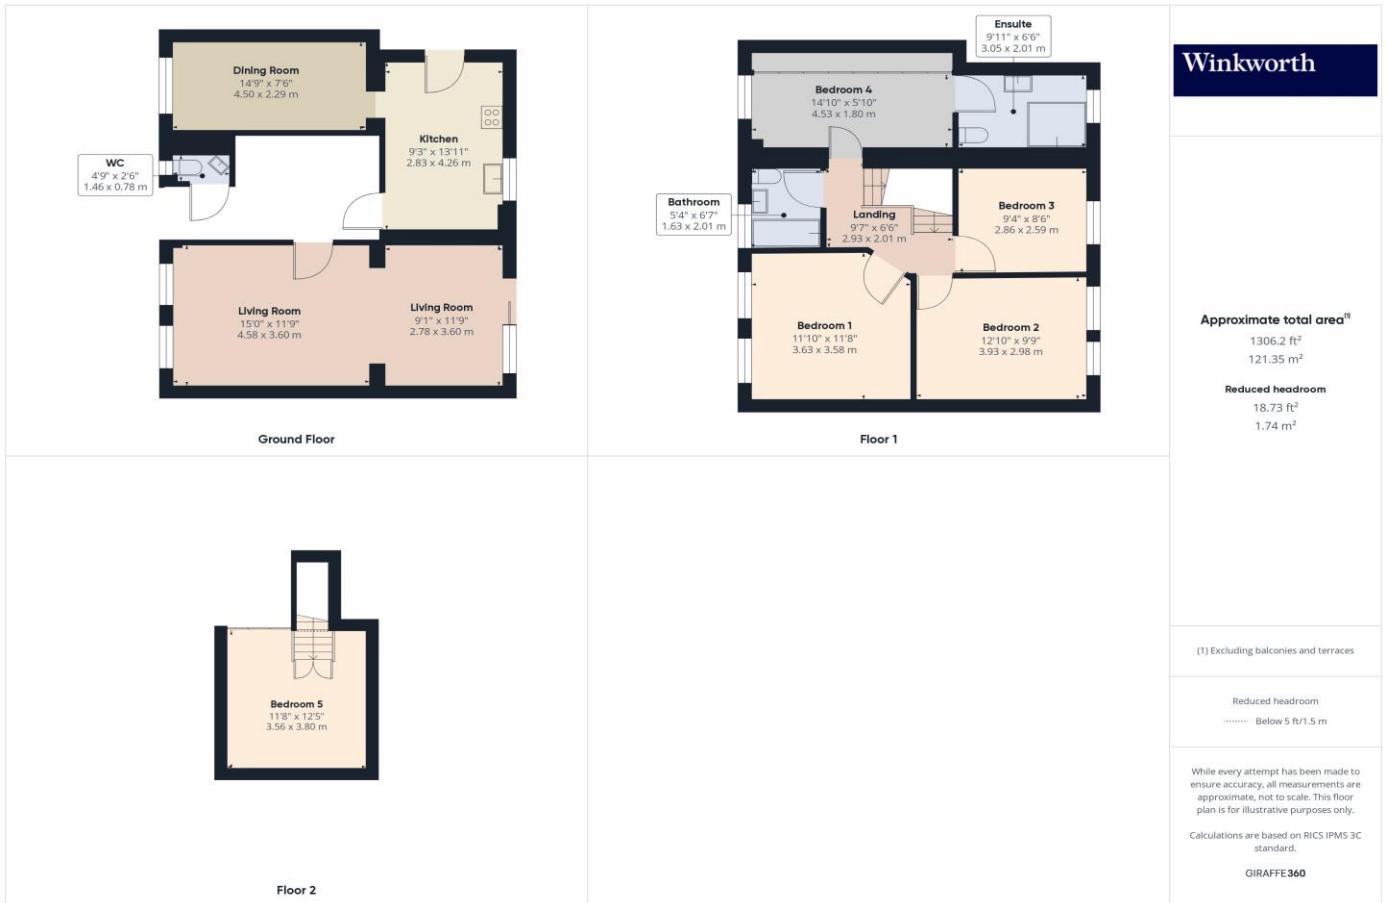 Dining Room
14'9" x 7'6"
4.50 x 2.29 m
Kitchen
9'3" x 13'11"
2.83 x 4.26 m
WC
4'9" x 2'6"
1.46 x 0.78 m
Living Room
15'0" x 11'9"
4.58 x 3.60 m
Living Room
9'1" x 11'9"
2.78 x 3.60 m
Ground Floor
Ensuite
9'11" x 6'6"
3.05 x 2.01 m
Bedroom 4
14'10" x 5'10"
4.53 x 1.80 m
Bathroom
5'4" x 6'7"
1.63 x 2.01 m
Landing
9'7" x 6'6"
2.93 x 2.01 m
Bedroom 3
9'4" x 8'6"
2.86 x 2.59 m
Bedroom 1
11'10" x 11'8"
3.63 x 3.58 m
Bedroom 2
12'10" x 9'9"
3.93 x 2.98 m
Floor 1
Bedroom 5
11'8" x 12'5"
3.56 x 3.80 m
Floor 2
Winkworth
Approximate total area(1)
1306.2 ft²
121.35 m²
Reduced headroom
18.73 ft²
1.74 m²
(1) Excluding balconies and terraces
Reduced headroom
Below 5 ft/1.5 m
While every attempt has been made to
ensure accuracy, all measurements are
approximate, not to scale. This floor
plan is for illustrative purposes only.
Calculations are based on RICS IPMS 3C
standard.
GIRAFFE360